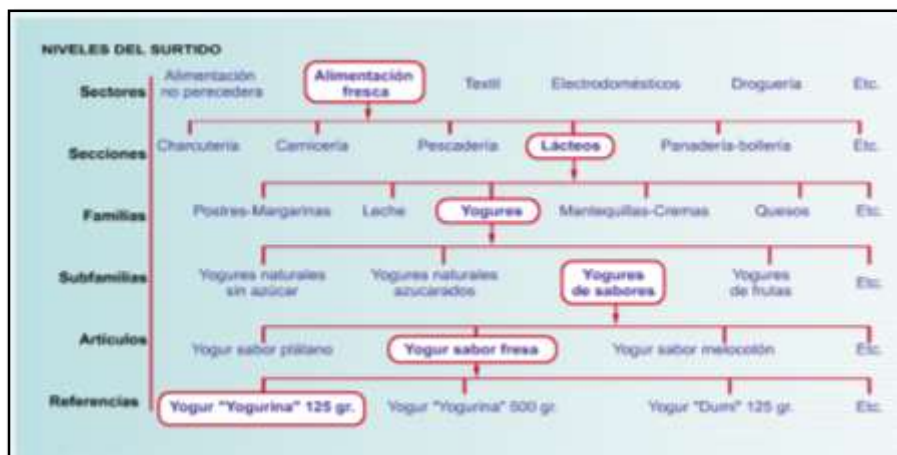 NIVELES DEL SURTIDO
Sectores Alimentación no perecedera Alimentación fresca Textil Electrodomésticos Droguería Etc.
Secciones Charcutería Carnicería Pescadería Lácteos Panadería-bollería Etc.
Familias Postres-Margarinas Leche Yogures Mantequillas-Cremas Quesos Etc.
Subfamilias Yogures naturales sin azúcar Yogures naturales azucarados Yogures de sabores Yogures de frutas Etc.
Artículos Yogur sabor plátano Yogur sabor fresa Yogur sabor melocotón Etc.
Referencias Yogur "Yogurina" 125 gr. Yogur "Yogurina" 500 gr. Yogur "Dumi" 125 gr. Etc.